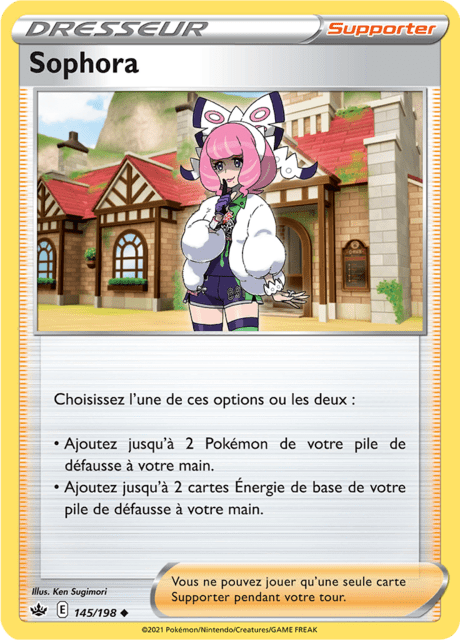 DRESSEUR Supporter
Sophora
Choisissez l'une de ces options ou les deux :
• Ajoutez jusqu'à 2 Pokémon de votre pile de
défausse à votre main.
• Ajoutez jusqu'à 2 cartes Énergie de base de votre
pile de défausse à votre main.
Illus. Ken Sugimori
E 145/198 ◆
Vous ne pouvez jouer qu'une seule carte
Supporter pendant votre tour.
©2021 Pokémon/Nintendo/Creatures/GAME FREAK